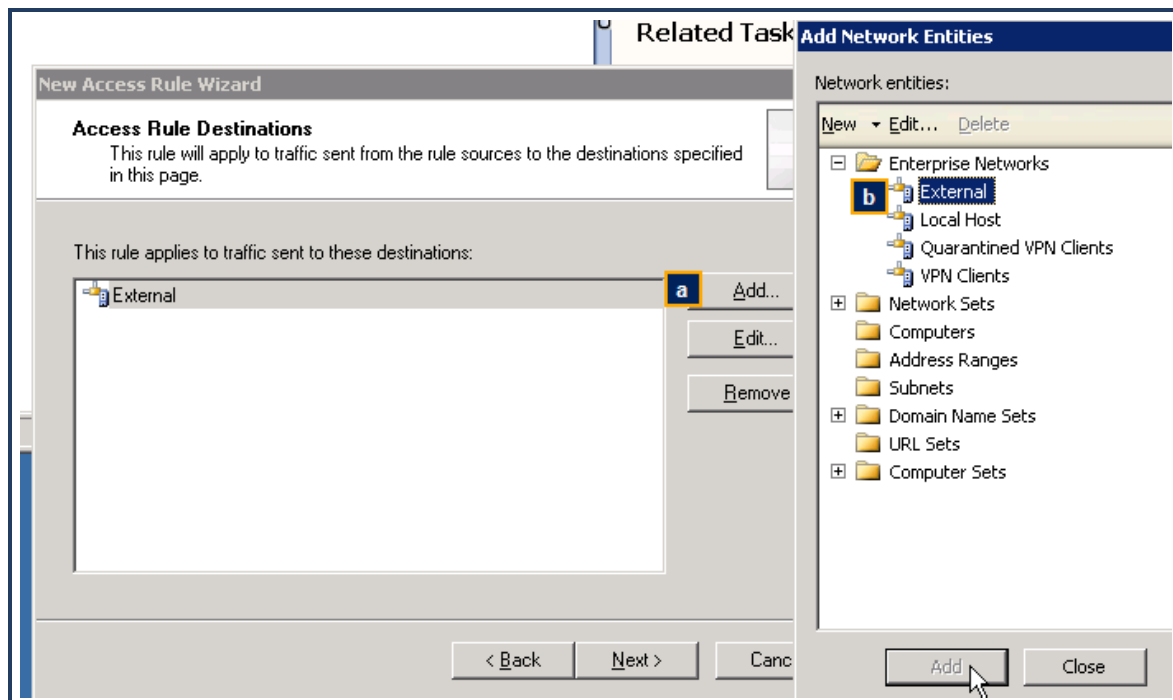 Related Task
New Access Rule Wizard
Access Rule Destinations
This rule will apply to traffic sent from the rule sources to the destinations specified
in this page.
This rule applies to traffic sent to these destinations:
External
a
Add...
Edit...
Remove
< Back
Next >
Canc
Add Network Entities
Network entities:
New
Edit...
Delete
Enterprise Networks
b
External
Local Host
Quarantined VPN Clients
VPN Clients
Network Sets
Computers
Address Ranges
Subnets
Domain Name Sets
URL Sets
Computer Sets
Add
Close